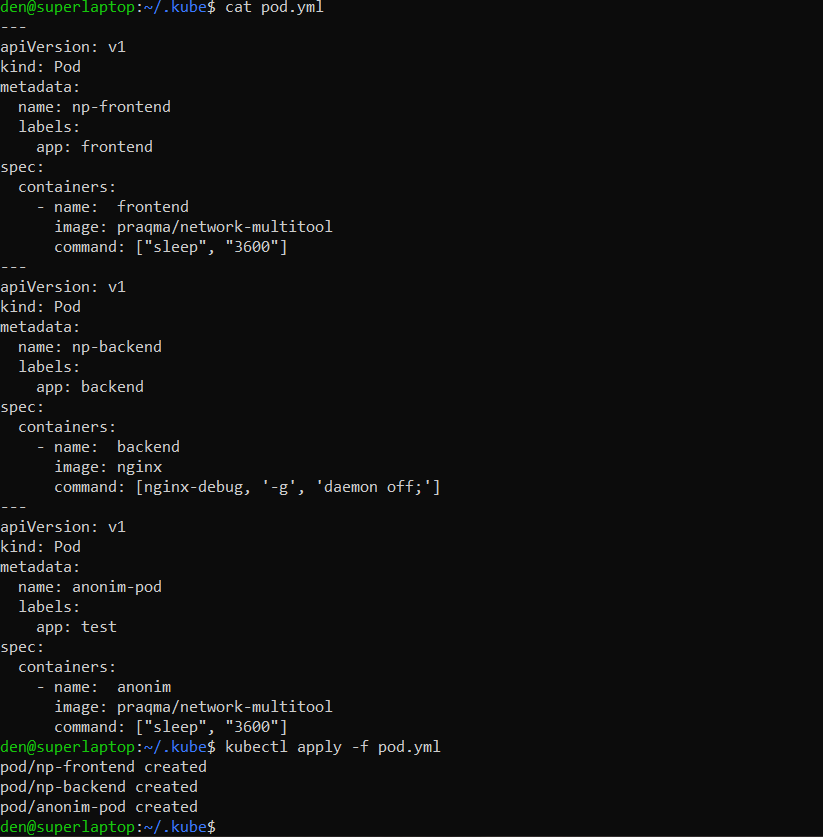 den@superlaptop:~/.kube$ cat pod.yml
---
apiVersion: v1
kind: Pod
metadata:
  name: np-frontend
  labels:
    app: frontend
spec:
  containers:
    - name:  frontend
      image: praqma/network-multitool
      command: ["sleep", "3600"]
---
apiVersion: v1
kind: Pod
metadata:
  name: np-backend
  labels:
    app: backend
spec:
  containers:
    - name:  backend
      image: nginx
      command: [nginx-debug, '-g', 'daemon off;']
---
apiVersion: v1
kind: Pod
metadata:
  name: anonim-pod
  labels:
    app: test
spec:
  containers:
    - name:  anonim
      image: praqma/network-multitool
      command: ["sleep", "3600"]
den@superlaptop:~/.kube$ kubectl apply -f pod.yml
pod/np-frontend created
pod/np-backend created
pod/anonim-pod created
den@superlaptop:~/.kube$